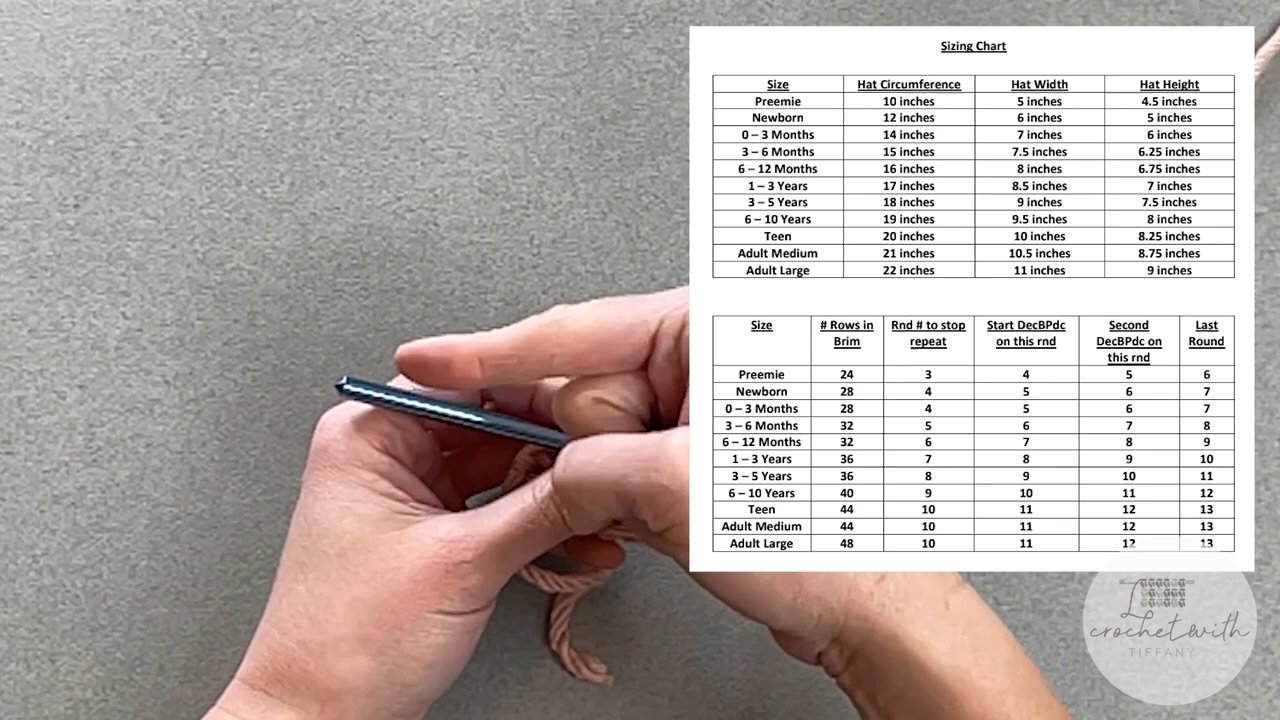 Sizing Chart
Size Hat Circumference Hat Width Hat Height
Preemie 10 inches 5 inches 4.5 inches
Newborn 12 inches 6 inches 5 inches
0 – 3 Months 14 inches 7 inches 6 inches
3 – 6 Months 15 inches 7.5 inches 6.25 inches
6 – 12 Months 16 inches 8 inches 6.75 inches
1 – 3 Years 17 inches 8.5 inches 7 inches
3 – 5 Years 18 inches 9 inches 7.5 inches
6 – 10 Years 19 inches 9.5 inches 8 inches
Teen 20 inches 10 inches 8.25 inches
Adult Medium 21 inches 10.5 inches 8.75 inches
Adult Large 22 inches 11 inches 9 inches
Size # Rows in Rnd # to stop Start DecBPdc Second Last
Brim repeat on this rnd DecBPdc on Round
this rnd
Preemie 24 3 4 5 6
Newborn 28 4 5 6 7
0 – 3 Months 28 4 5 6 7
3 – 6 Months 32 5 6 7 8
6 – 12 Months 32 6 7 8 9
1 – 3 Years 36 7 8 9 10
3 – 5 Years 36 8 9 10 11
6 – 10 Years 40 9 10 11 12
Teen 44 10 11 12 13
Adult Medium 44 10 11 12 13
Adult Large 48 10 11 12 13
crochet with
TIFFANY